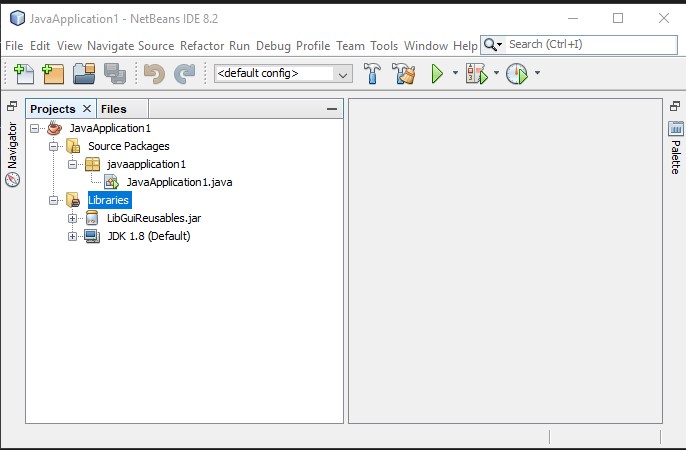 JavaApplication1 - NetBeans IDE 8.2
File Edit View Navigate Source Refactor Run Debug Profile Team Tools Window Help Search (Ctrl+I)
<default config>
Projects Files
Navigator
JavaApplication1
Source Packages
javaapplication1
JavaApplication1.java
Libraries
LibGuiReusables.jar
JDK 1.8 (Default)
Palette